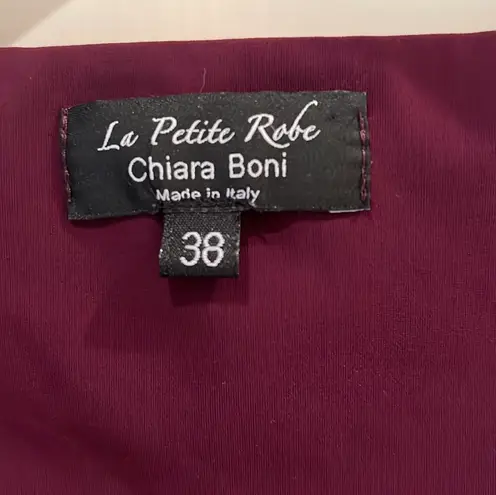 La Petite Robe
Chiara Boni
Made in Italy
38